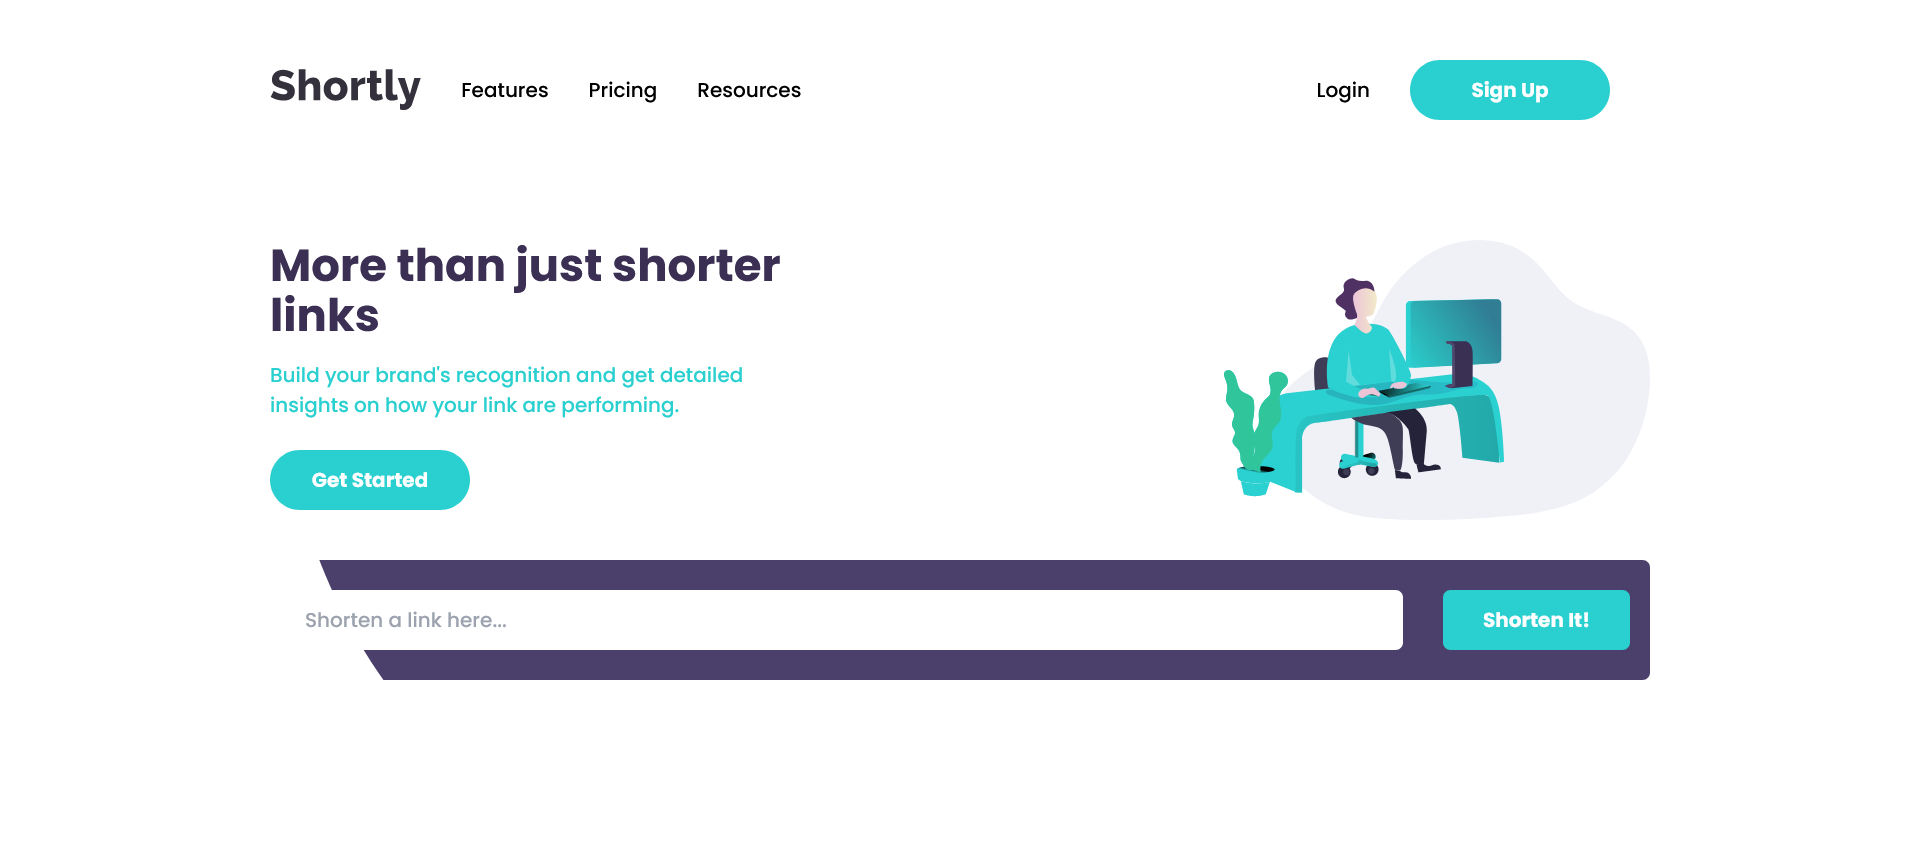 Shortly
Features
Pricing
Resources
Login
Sign Up
More than just shorter
links
Build your brand's recognition and get detailed
insights on how your link are performing.
Get Started
Shorten a link here...
Shorten It!